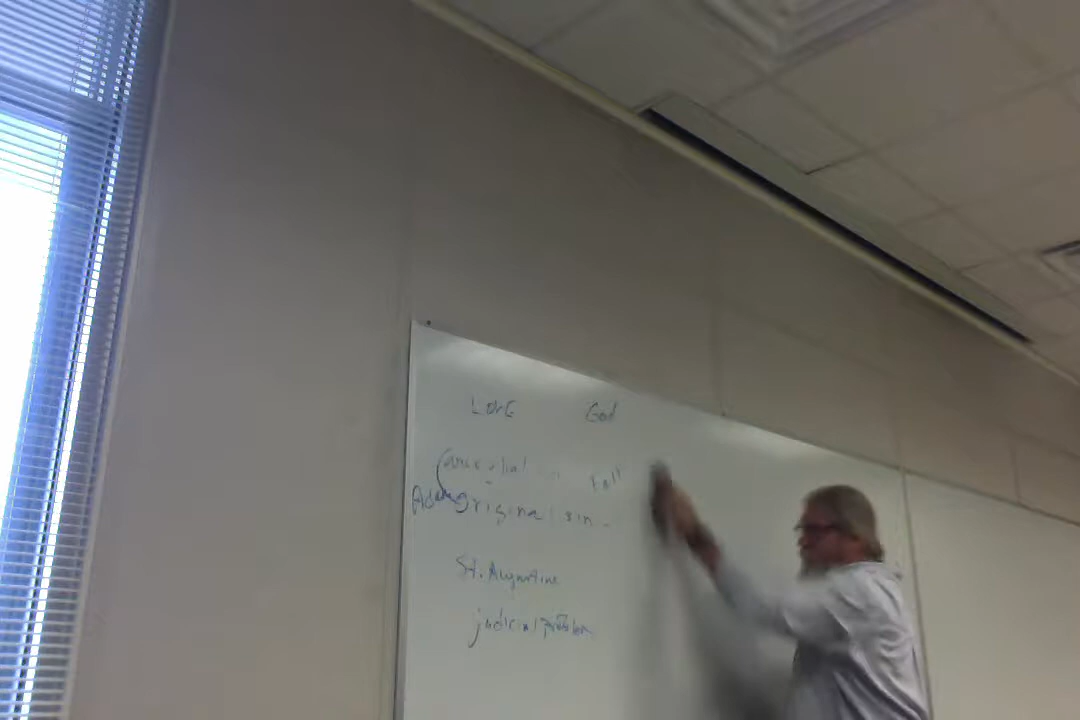 LOVE God
Fall
Adam Original sin
St. Augustine
judicial problem